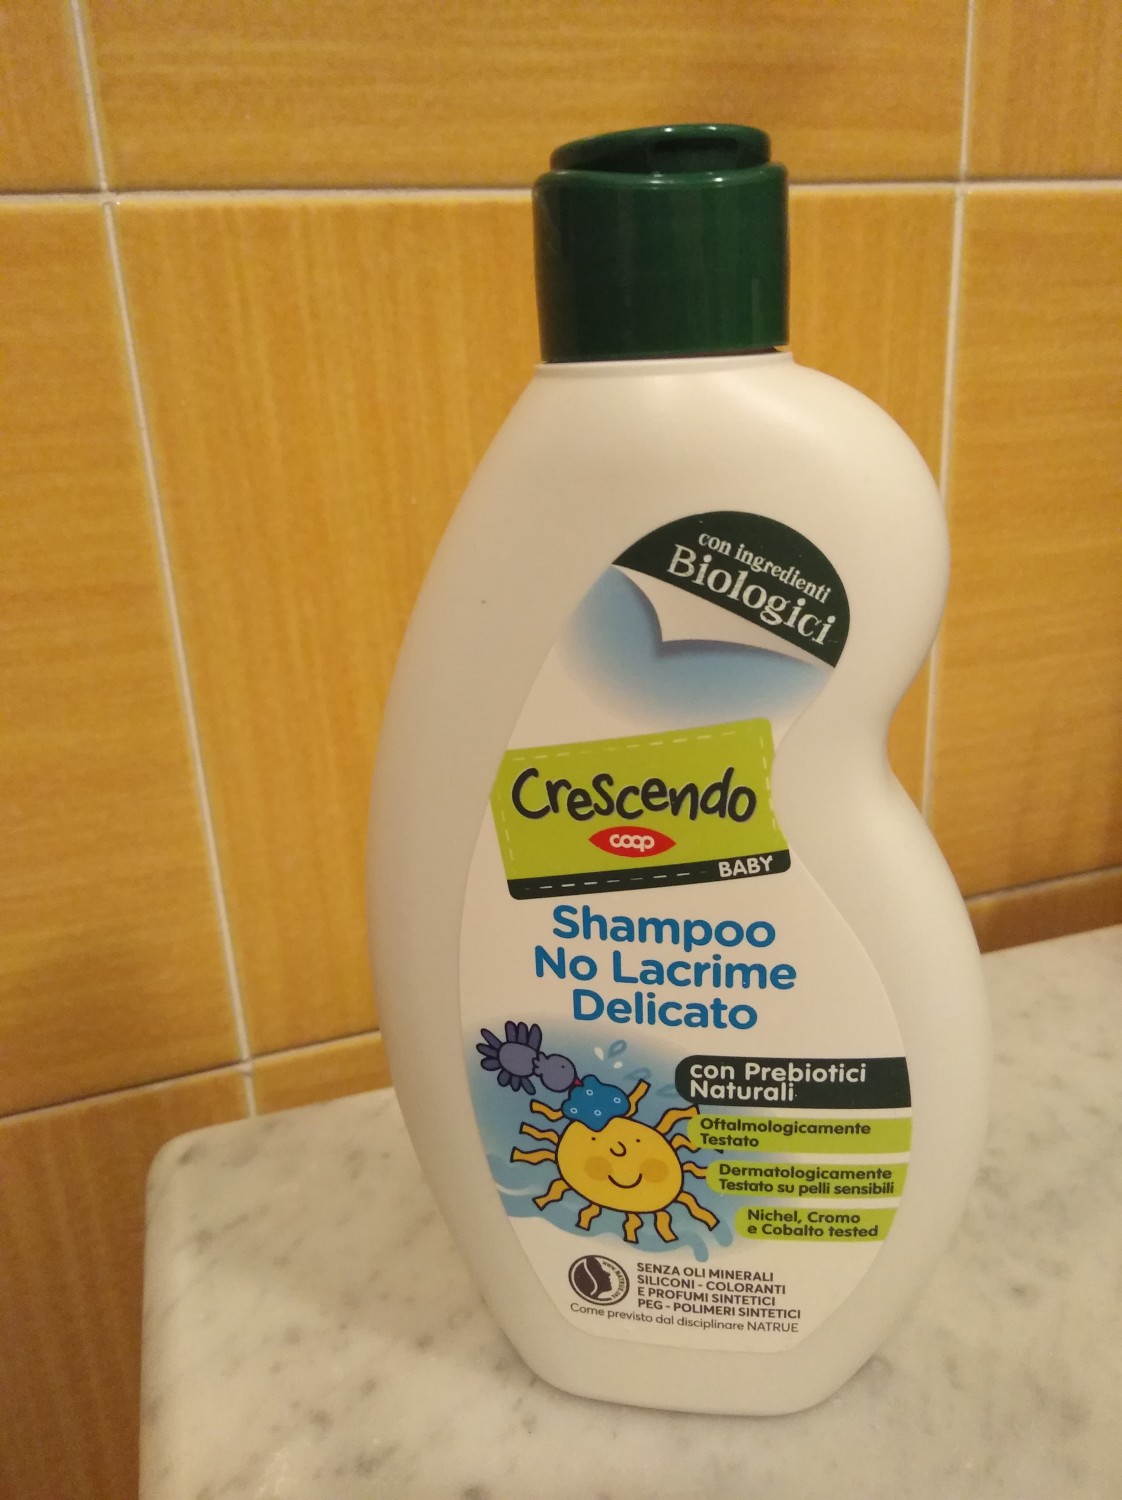 con ingredienti
Biologici
Crescendo
coop
BABY
Shampoo
No Lacrime
Delicato
con Prebiotici
Naturali
Oftalmologicamente
Testato
Dermatologicamente
Testato su pelli sensibili
Nichel, Cromo
e Cobalto tested
SENZA OLI MINERALI
SILICONI - COLORANTI
E PROFUMI SINTETICI
PEG - POLIMERI SINTETICI
Come previsto dal disciplinare NATRUE